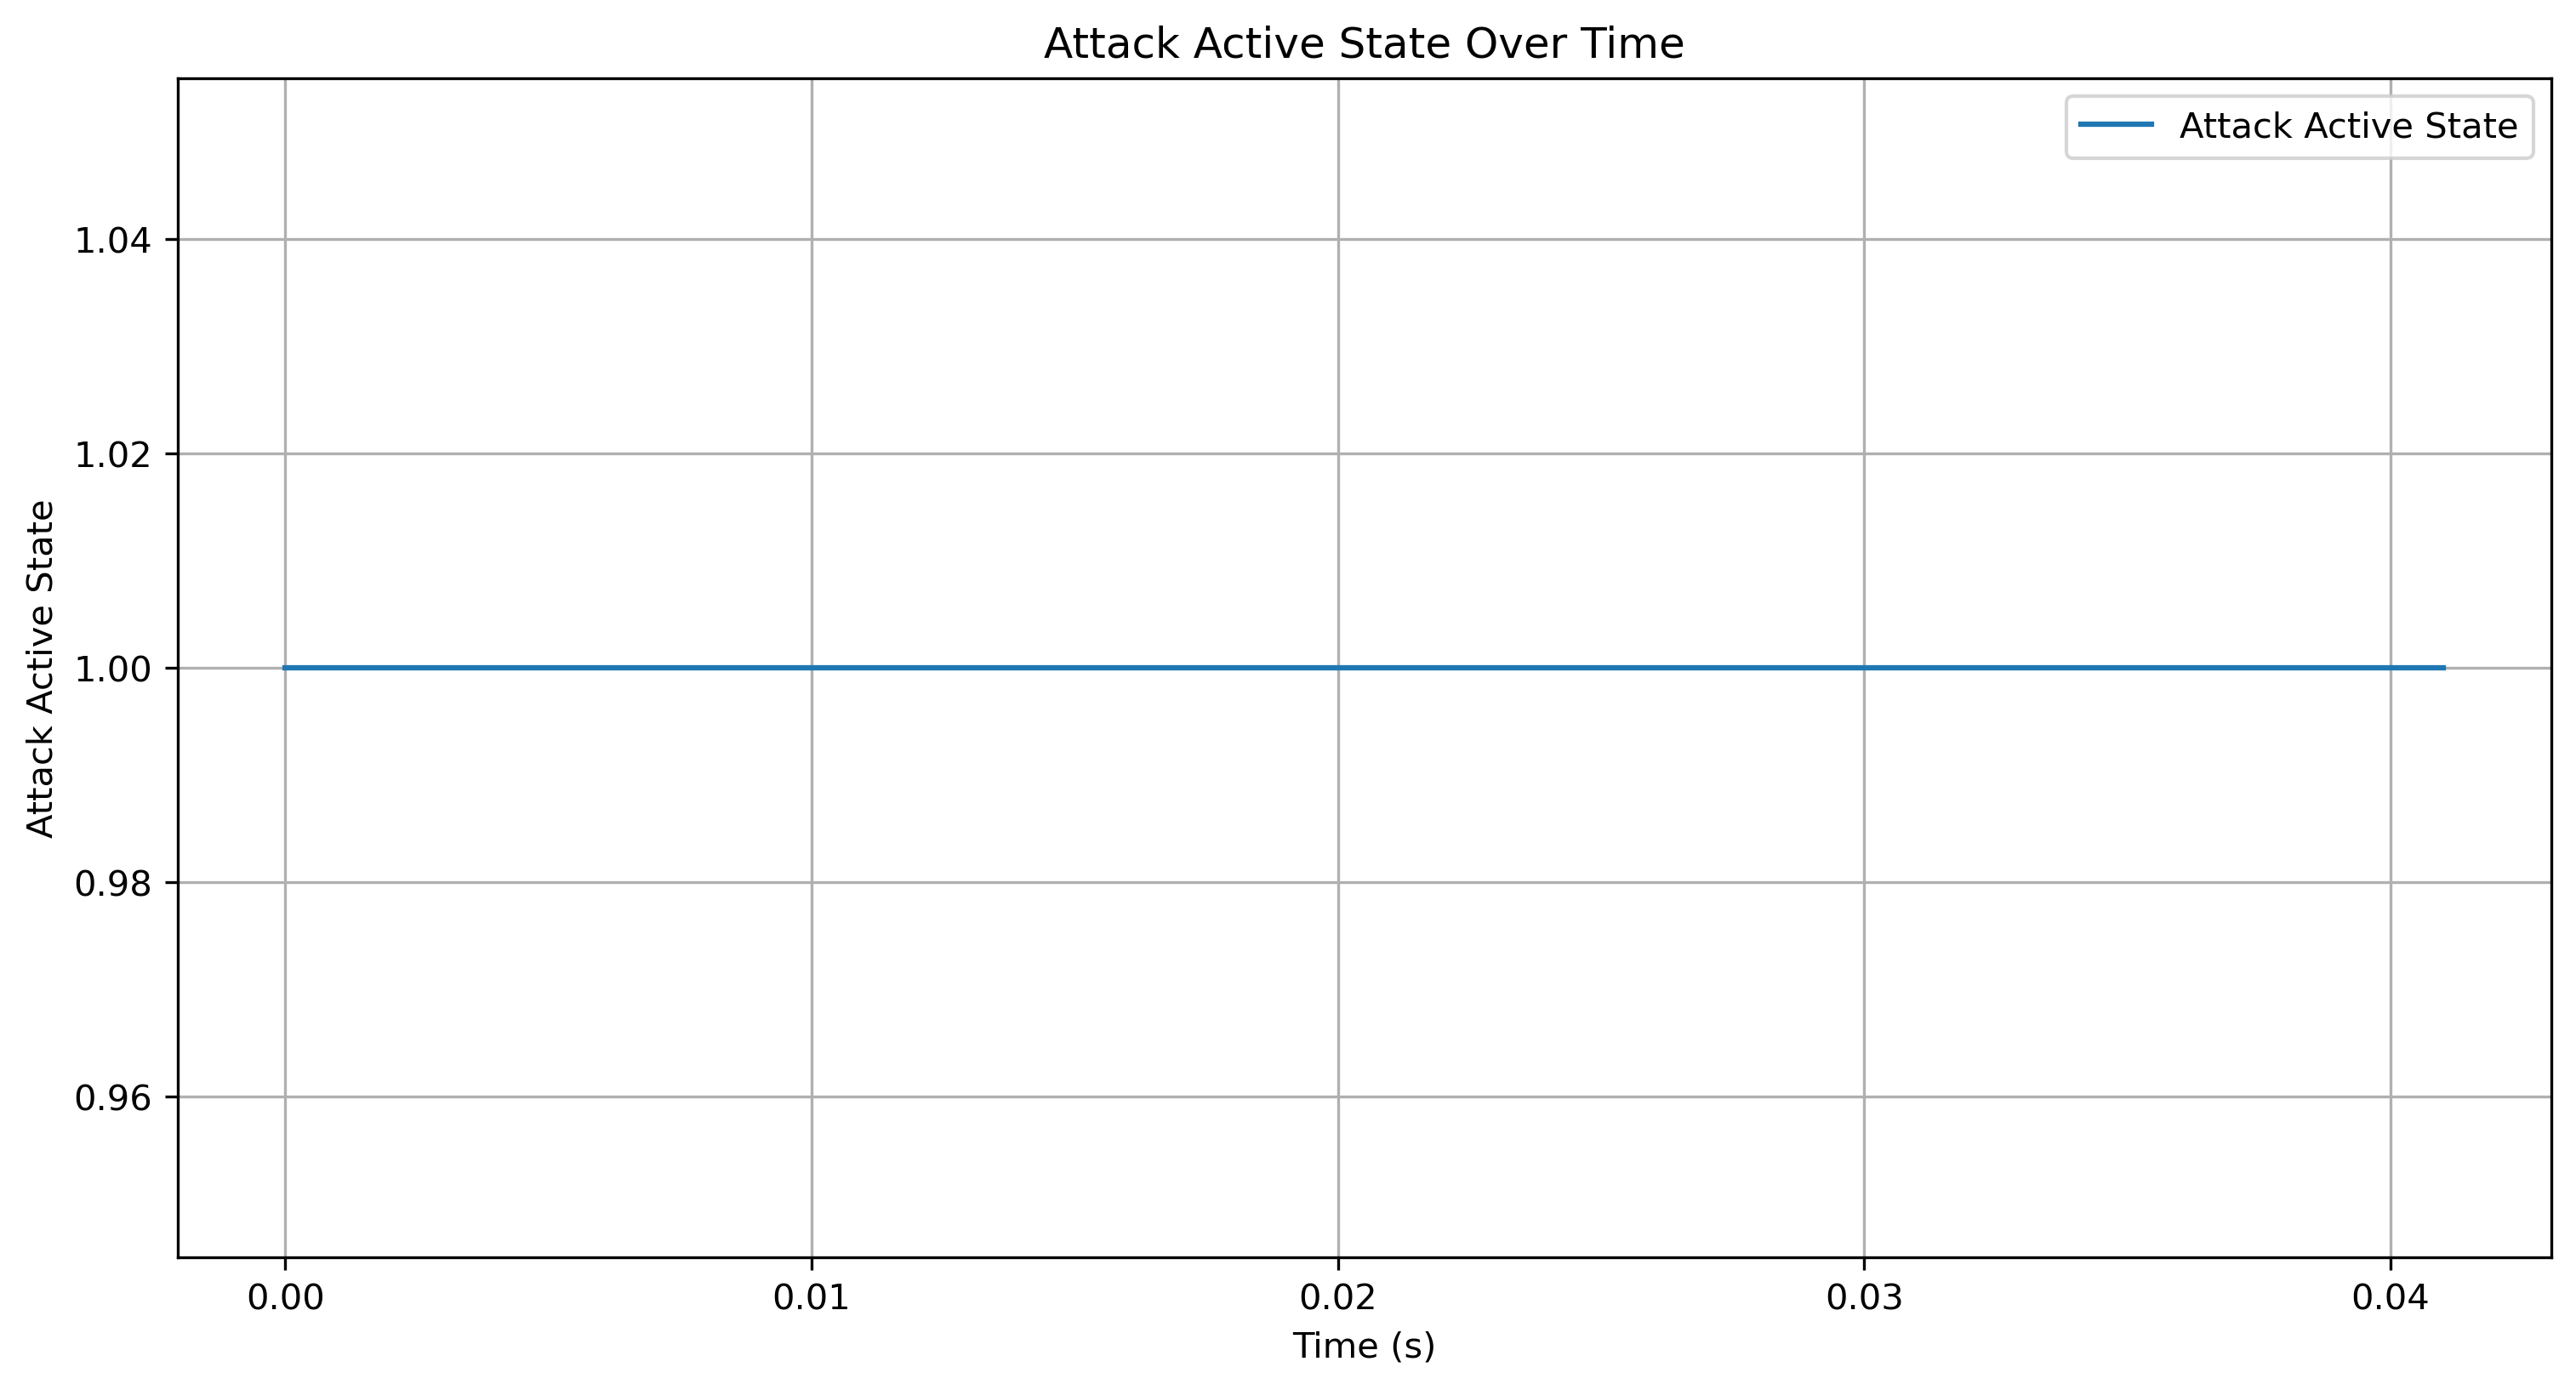 Attack Active State Over Time
Attack Active State
1.04
1.02
1.00
0.98
0.96
Attack Active State
0.00 0.01 0.02 0.03 0.04
Time (s)